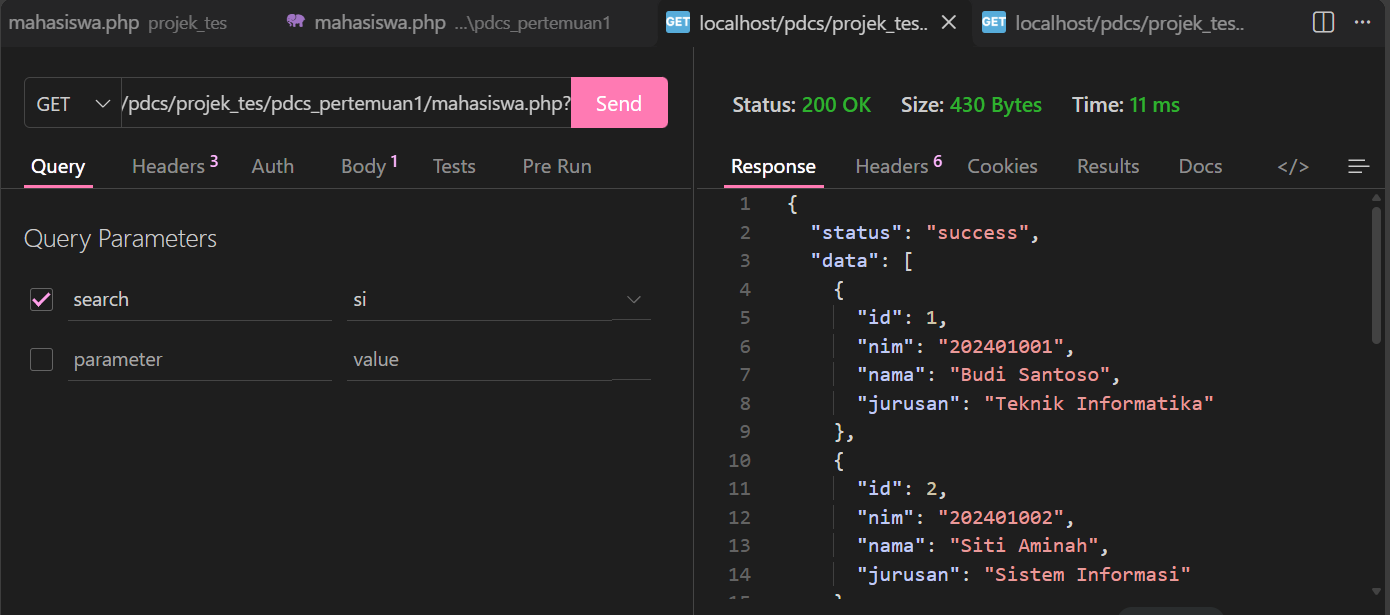 mahasiswa.php projek_tes
mahasiswa.php ...\pdcs_pertemuan1
GET localhost/pdcs/projek_tes..
GET localhost/pdcs/projek_tes..
GET
/pdcs/projek_tes/pdcs_pertemuan1/mahasiswa.php?
Send
Query
Headers 3
Auth
Body 1
Tests
Pre Run
Query Parameters
search si
parameter value
Status: 200 OK Size: 430 Bytes Time: 11 ms
Response
Headers 6
Cookies
Results
Docs
</>
1 {
2 "status": "success",
3 "data": [
4 {
5 "id": 1,
6 "nim": "202401001",
7 "nama": "Budi Santoso",
8 "jurusan": "Teknik Informatika"
9 },
10 {
11 "id": 2,
12 "nim": "202401002",
13 "nama": "Siti Aminah",
14 "jurusan": "Sistem Informasi"